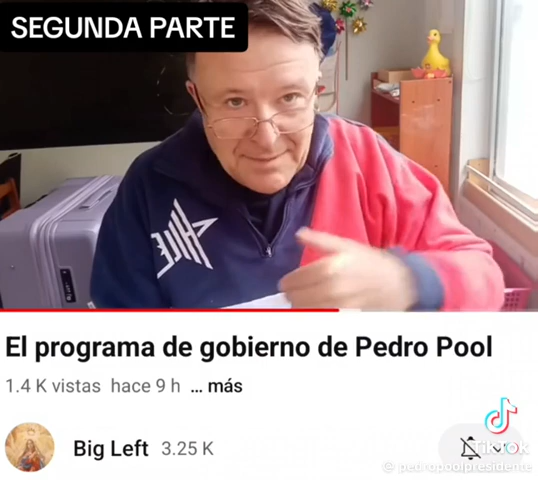 SEGUNDA PARTE
El programa de gobierno de Pedro Pool
1.4 K vistas hace 9 h ... más
Big Left 3.25 K
TikTok
@ pedropoolpresidente